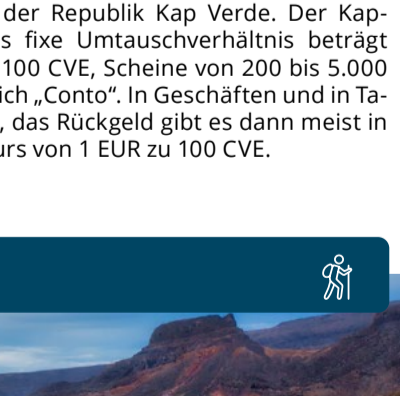 der Republik Kap Verde. Der Kap-
s fixe Umtauschverhältnis beträgt
100 CVE, Scheine von 200 bis 5.000
ich „Conto“. In Geschäften und in Ta-
, das Rückgeld gibt es dann meist in
urs von 1 EUR zu 100 CVE.